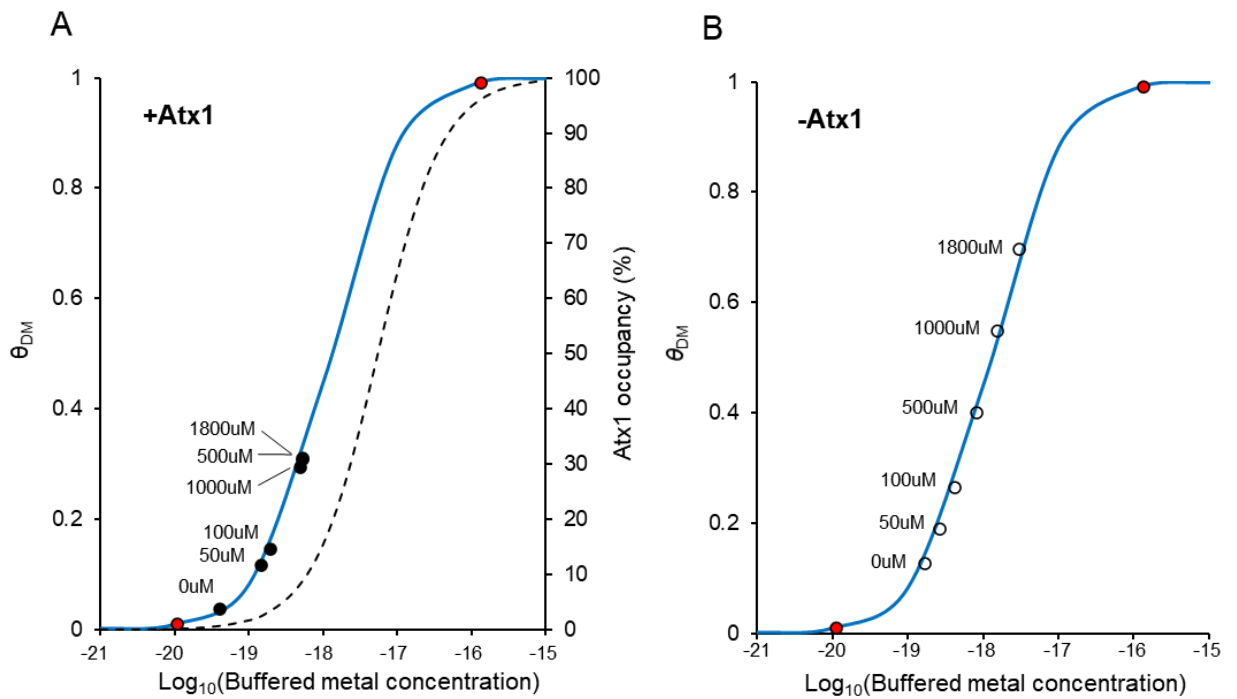 A
+Atx1
1
0.8
0.6
0.4
0.2
0
θDM
100
90
80
70
60
50
40
30
20
10
0
Atx1 occupancy (%)
1800uM
500uM
1000uM
100uM
50uM
0uM
-21 -20 -19 -18 -17 -16 -15
Log10(Buffered metal concentration)
B
-Atx1
1
0.8
0.6
0.4
0.2
0
θDM
1800uM
1000uM
500uM
100uM
50uM
0uM
-21 -20 -19 -18 -17 -16 -15
Log10(Buffered metal concentration)